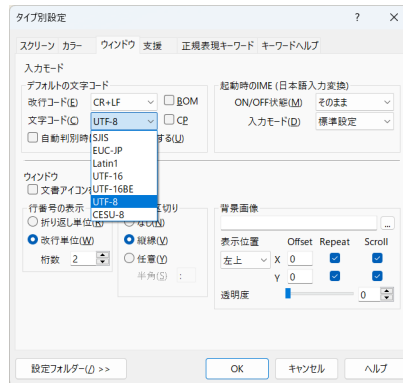 タイプ別設定 ? ×
スクリーン カラー ウィンドウ 支援 正規表現キーワード キーワードヘルプ
入力モード
デフォルトの文字コード
改行コード(E) CR+LF BOM
文字コード(C) UTF-8 CP
自動判別時 する(U)
SJIS
EUC-JP
Latin1
UTF-16
UTF-16BE
UTF-8
CESU-8
起動時のIME (日本語入力変換)
ON/OFF状態(M) そのまま
入力モード(D) 標準設定
ウィンドウ
文書アイコン
行番号の表示
折り返し単位(R)
改行単位(W)
桁数 2
区切り
なし(N)
縦線(V)
任意(Y)
半角(S) :
背景画像
...
表示位置 Offset Repeat Scroll
左上 X 0
Y 0
透明度 0
設定フォルダー(/) >> OK キャンセル ヘルプ